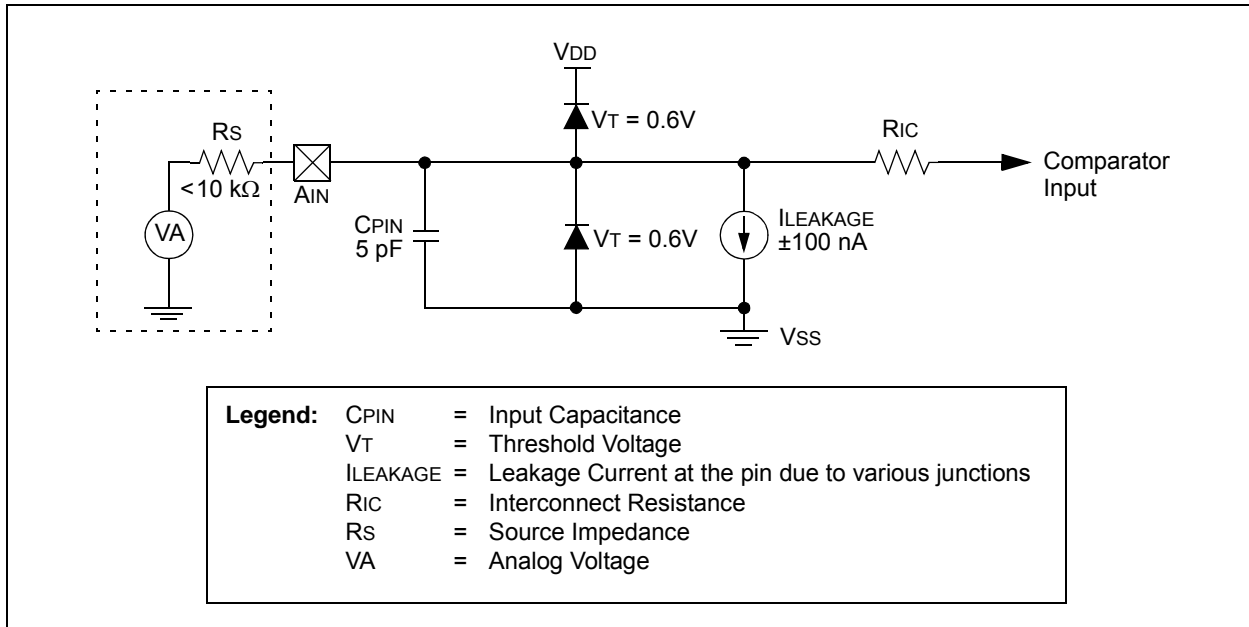 VDD
VT = 0.6V
RIC
RS
<10 kΩ
AIN
Comparator
Input
VA
CPIN
5 pF
VT = 0.6V
ILEAKAGE
±100 nA
VSS
Legend: CPIN = Input Capacitance
VT = Threshold Voltage
ILEAKAGE = Leakage Current at the pin due to various junctions
RIC = Interconnect Resistance
RS = Source Impedance
VA = Analog Voltage